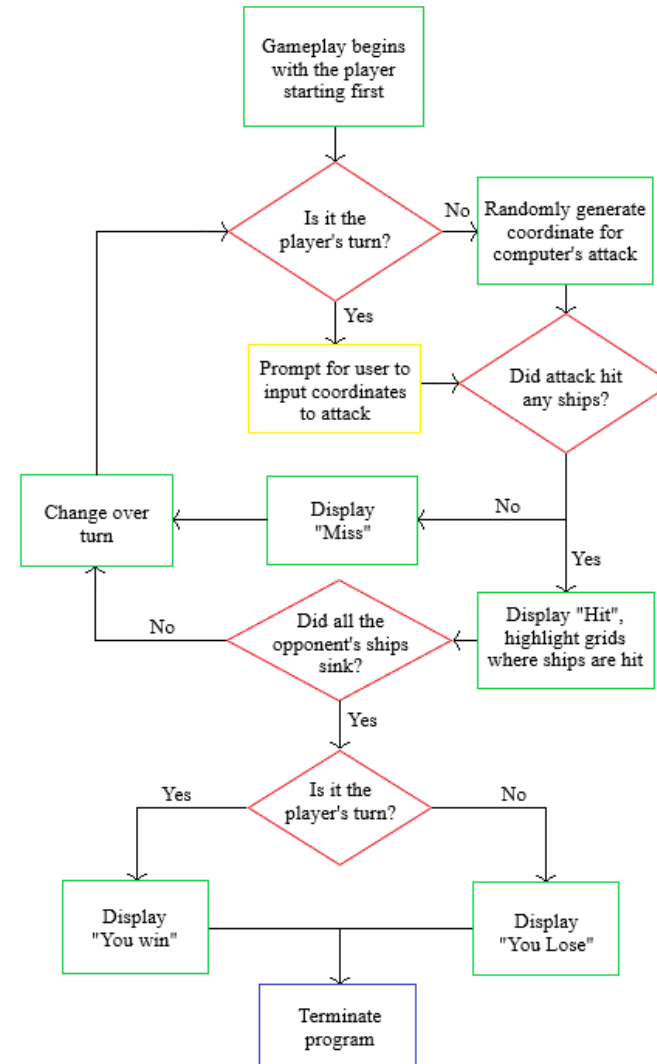 Gameplay begins
with the player
starting first
Is it the
player's turn?
No
Randomly generate
coordinate for
computer's attack
Yes
Prompt for user to
input coordinates
to attack
Did attack hit
any ships?
Change over
turn
Display
"Miss"
No
Yes
Display "Hit",
highlight grids
where ships are hit
Did all the
opponent's ships
sink?
No
Yes
Is it the
player's turn?
Yes
No
Display
"You win"
Display
"You Lose"
Terminate
program